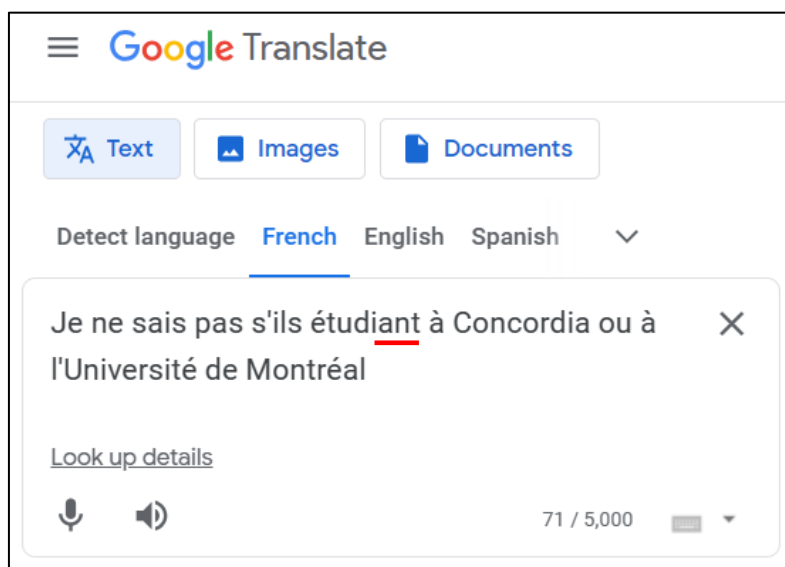 Google Translate
Text Images Documents
Detect language French English Spanish
Je ne sais pas s'ils étudiant à Concordia ou à
l'Université de Montréal
Look up details
71 / 5,000